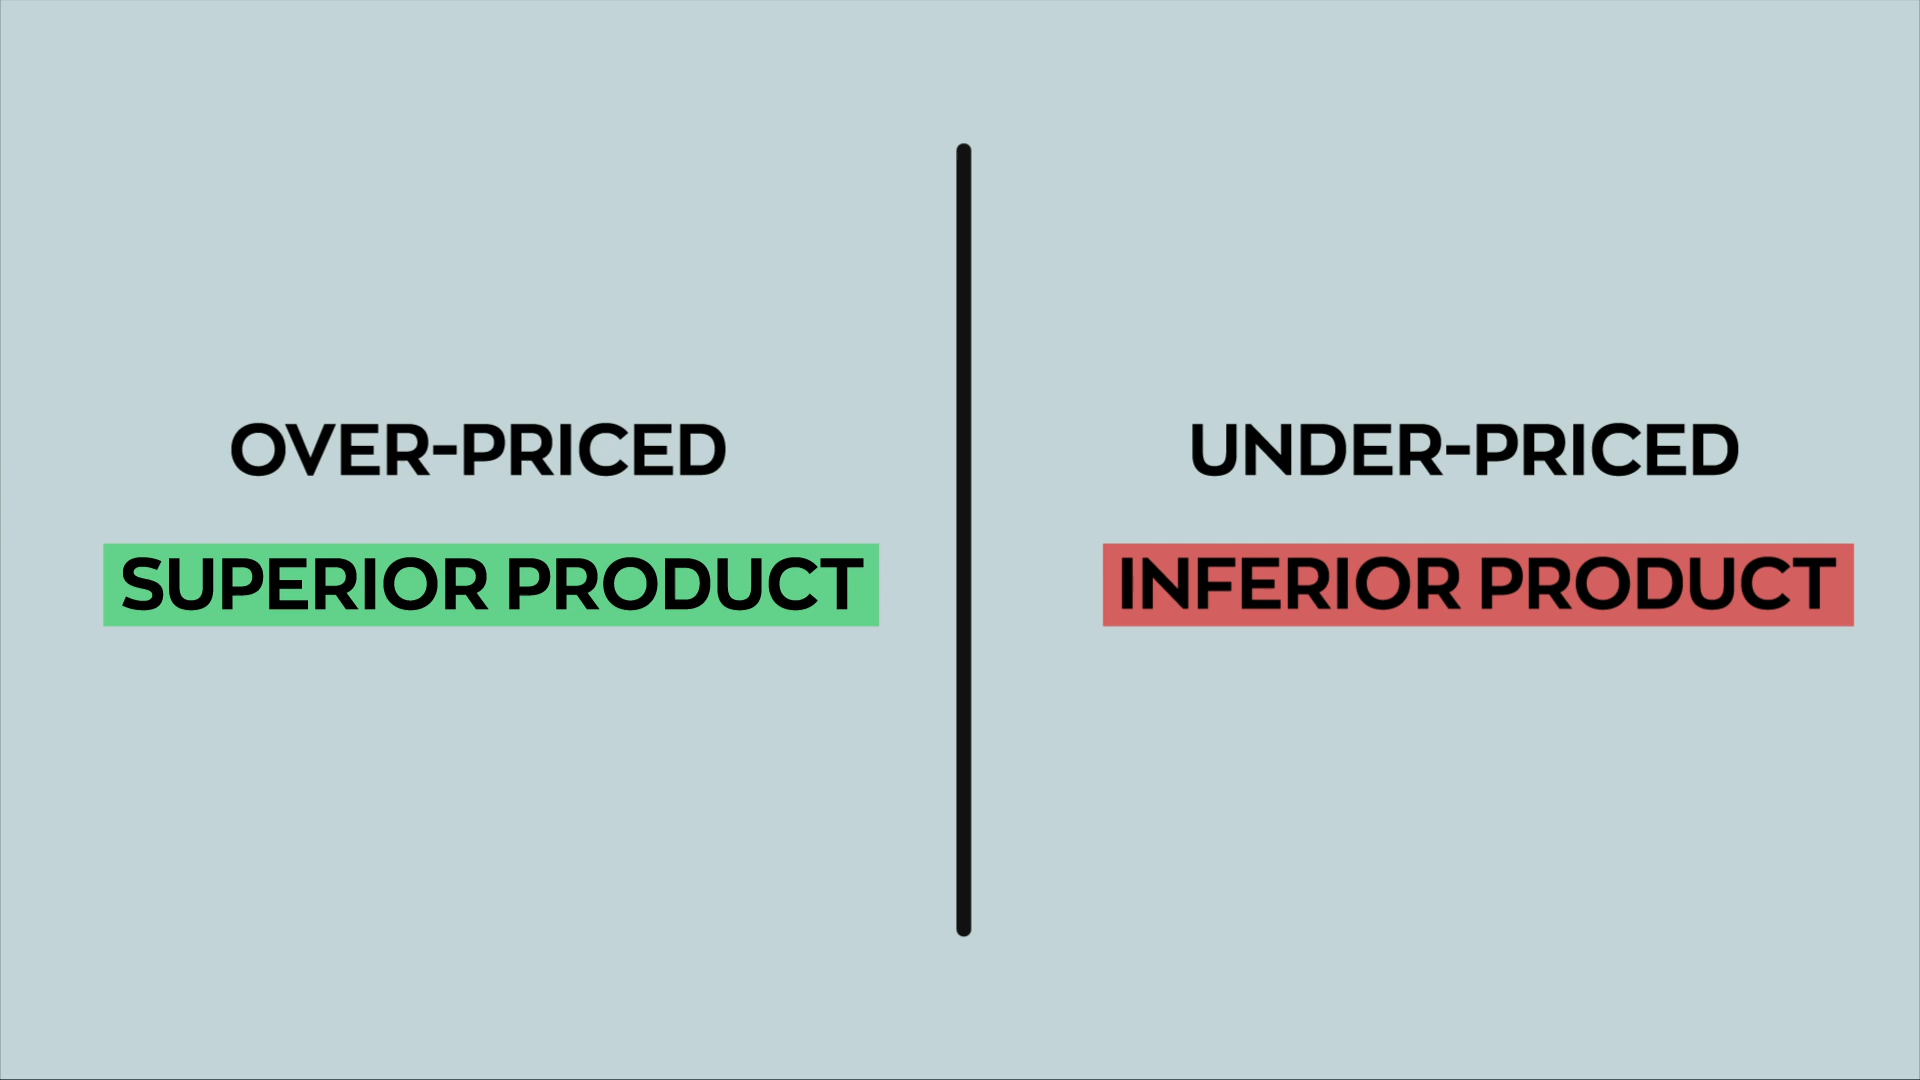 OVER-PRICED
SUPERIOR PRODUCT
UNDER-PRICED
INFERIOR PRODUCT